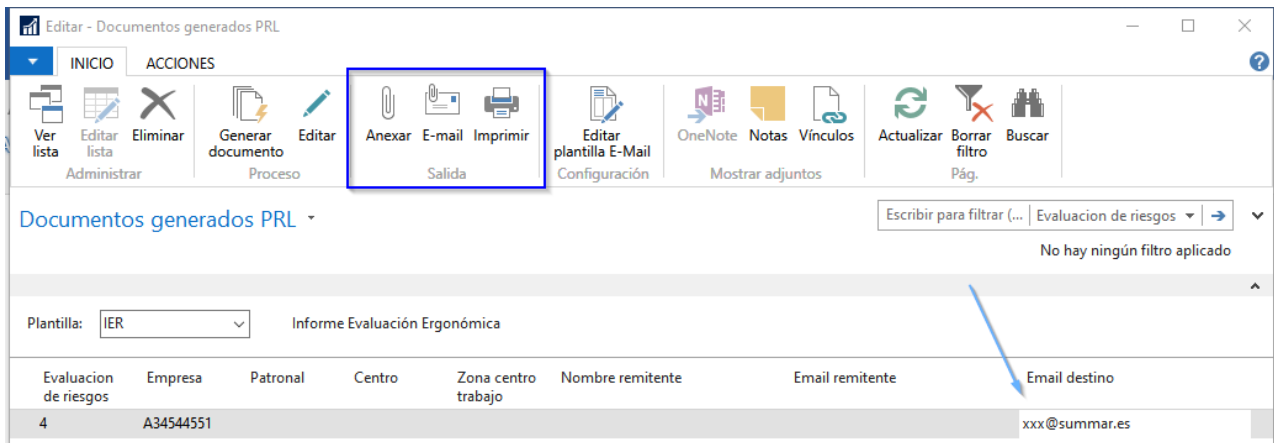 Editar - Documentos generados PRL
INICIO ACCIONES
Ver lista
Editar lista
Eliminar
Administrar
Generar documento
Editar
Proceso
Anexar E-mail Imprimir
Salida
Editar plantilla E-Mail
Configuración
OneNote Notas Vínculos
Mostrar adjuntos
Actualizar
Borrar filtro
Buscar
Pág.
Documentos generados PRL
Escribir para filtrar (... Evaluacion de riesgos
No hay ningún filtro aplicado
Plantilla: IER Informe Evaluación Ergonómica
Evaluacion de riesgos Empresa Patronal Centro Zona centro trabajo Nombre remitente Email remitente Email destino
4 A34544551 xxx@summar.es